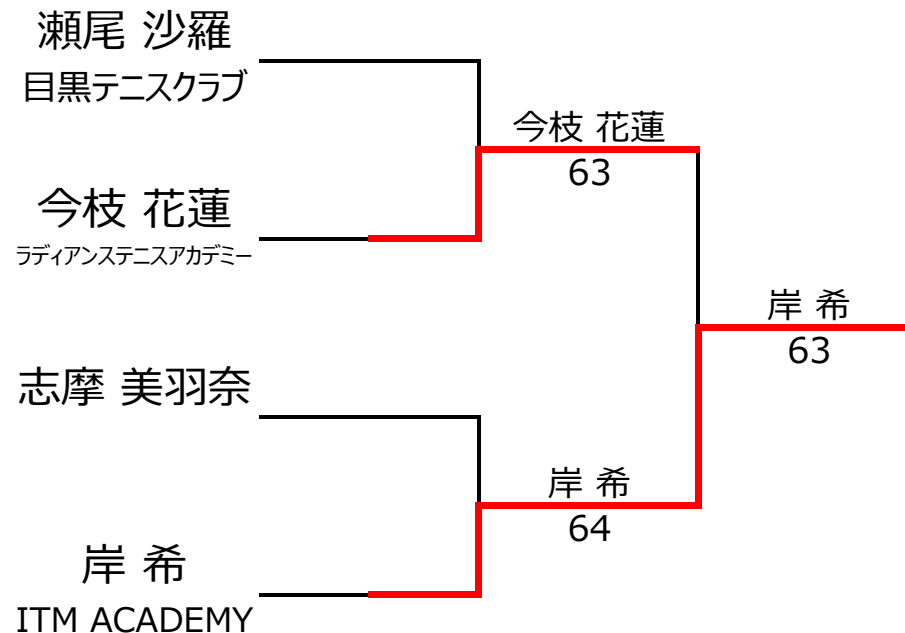 瀬尾 沙羅
目黒テニスクラブ
今枝 花蓮
63
今枝 花蓮
ラディアンステニスアカデミー
岸 希
63
志摩 美羽奈
岸 希
64
岸 希
ITM ACADEMY